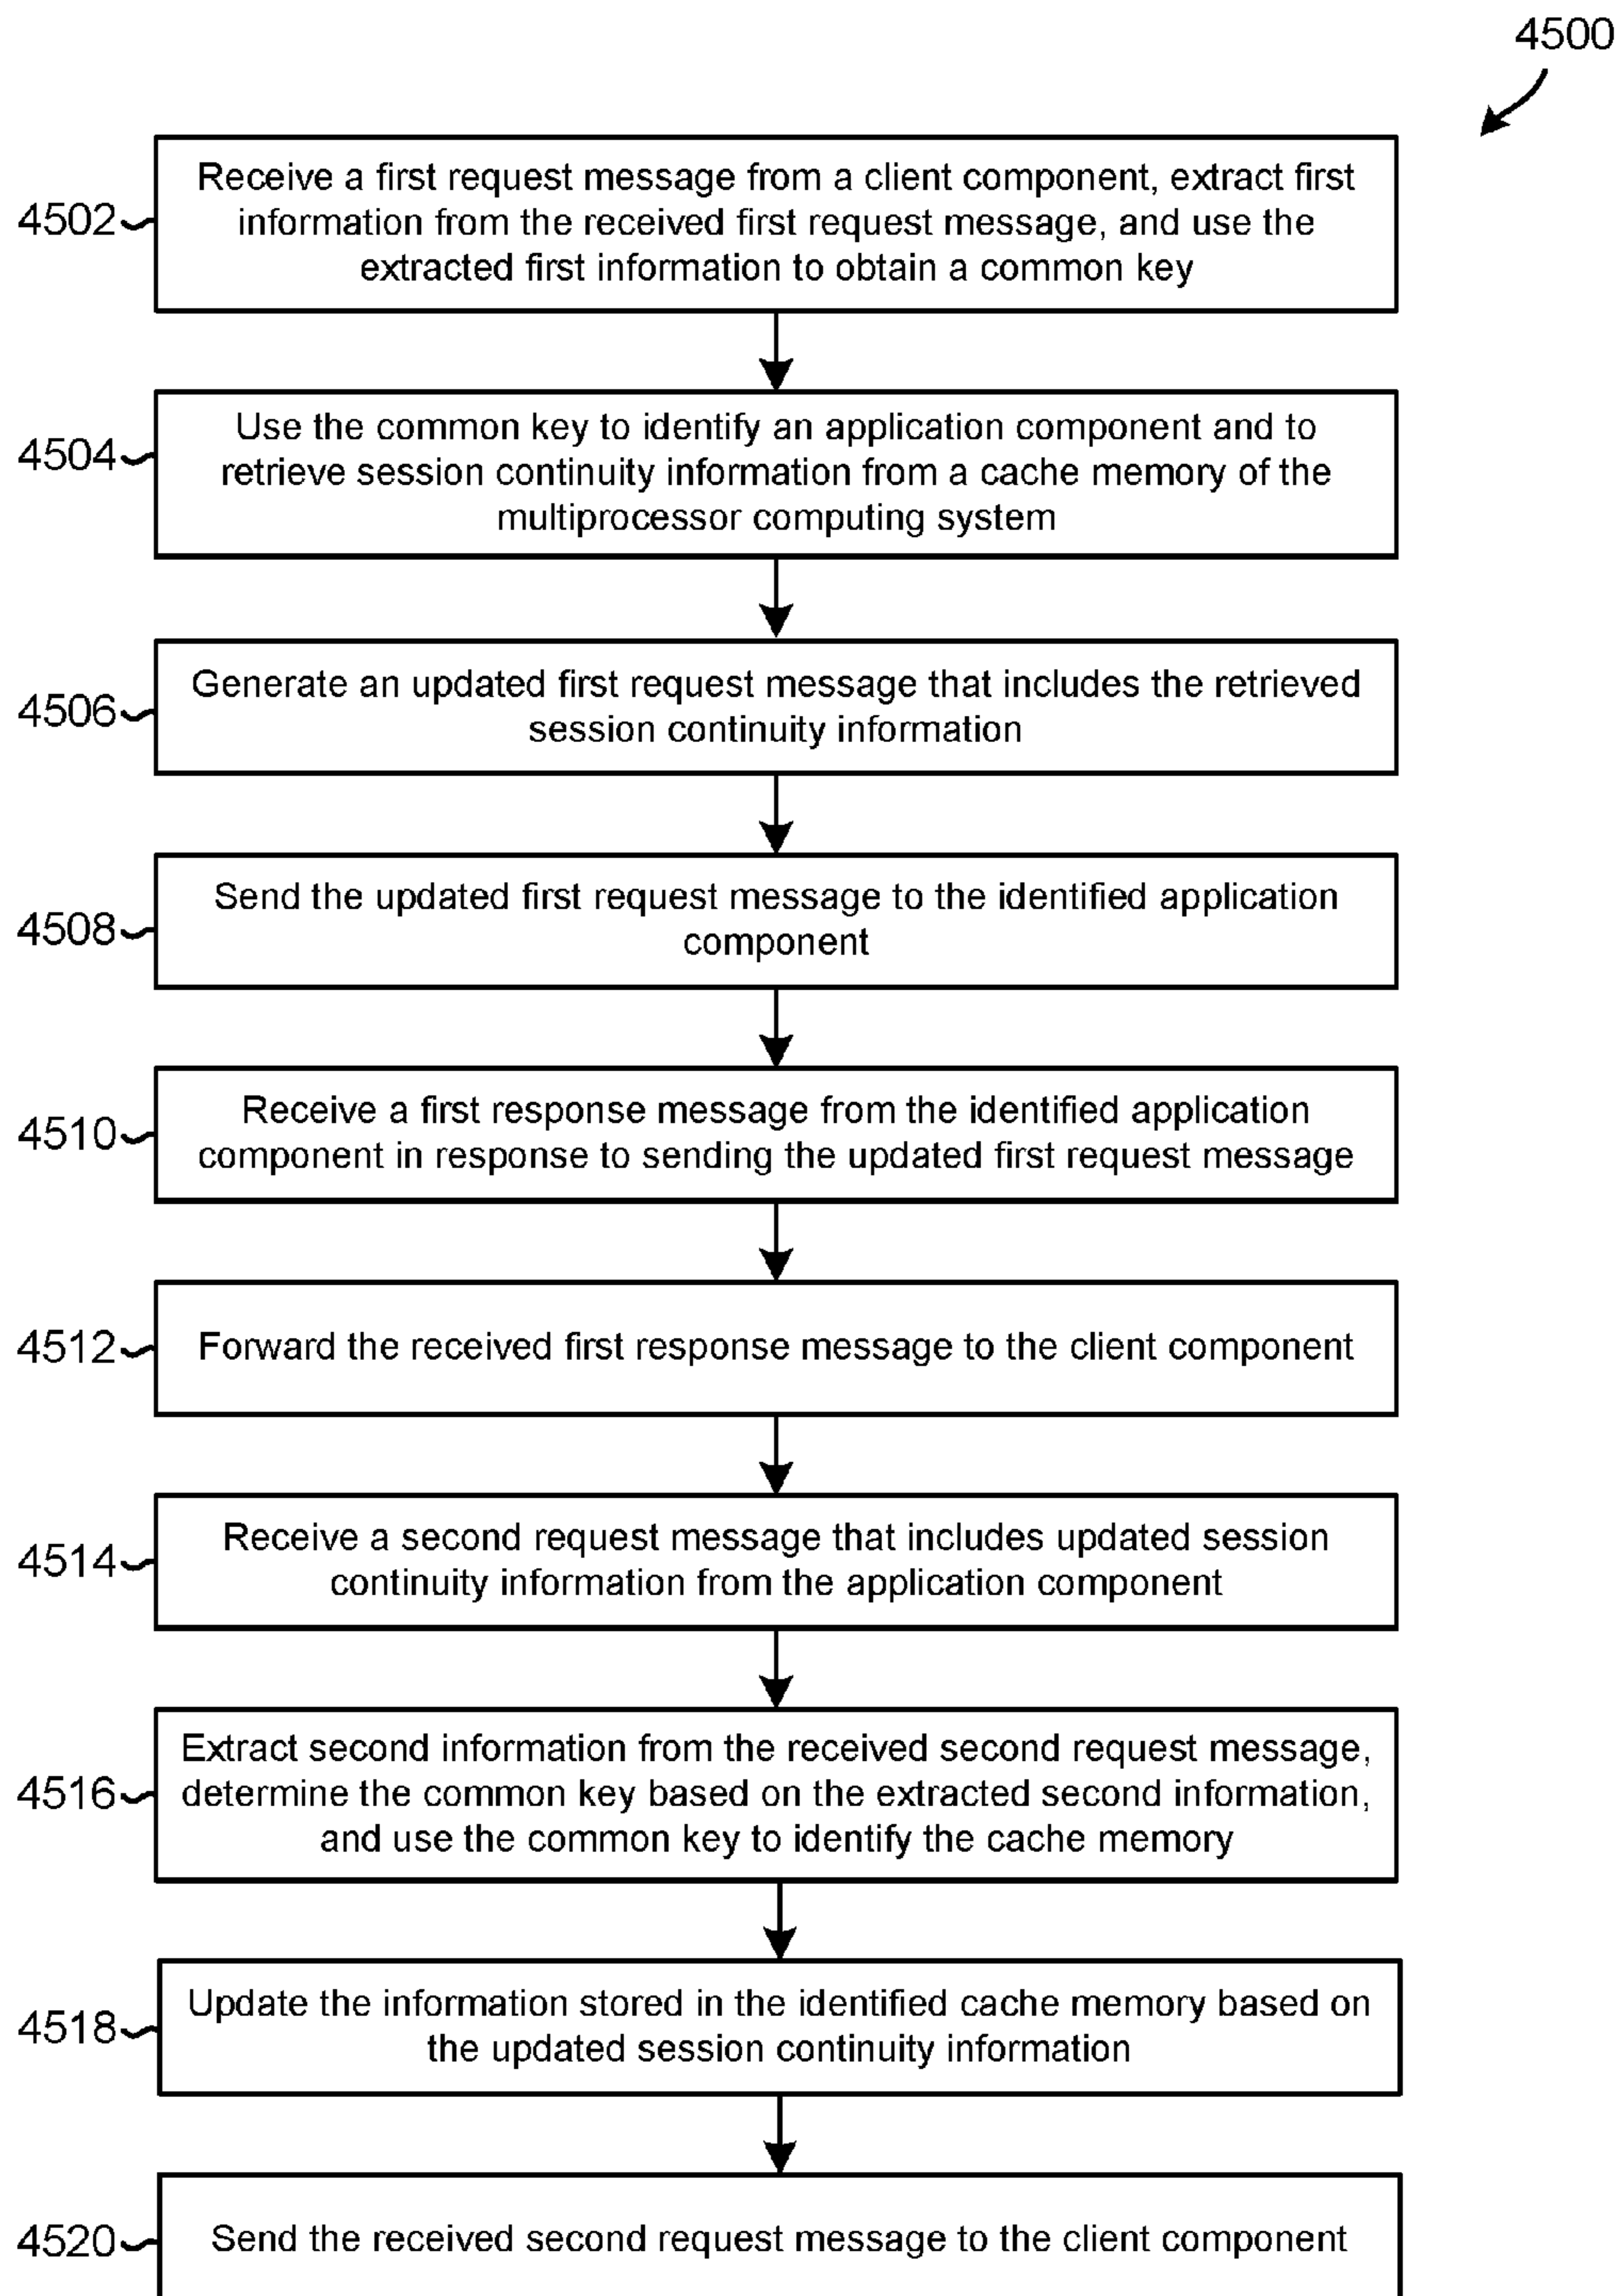 4500
4502
Receive a first request message from a client component, extract first
information from the received first request message, and use the
extracted first information to obtain a common key
4504
Use the common key to identify an application component and to
retrieve session continuity information from a cache memory of the
multiprocessor computing system
4506
Generate an updated first request message that includes the retrieved
session continuity information
4508
Send the updated first request message to the identified application
component
4510
Receive a first response message from the identified application
component in response to sending the updated first request message
4512
Forward the received first response message to the client component
4514
Receive a second request message that includes updated session
continuity information from the application component
4516
Extract second information from the received second request message,
determine the common key based on the extracted second information,
and use the common key to identify the cache memory
4518
Update the information stored in the identified cache memory based on
the updated session continuity information
4520
Send the received second request message to the client component